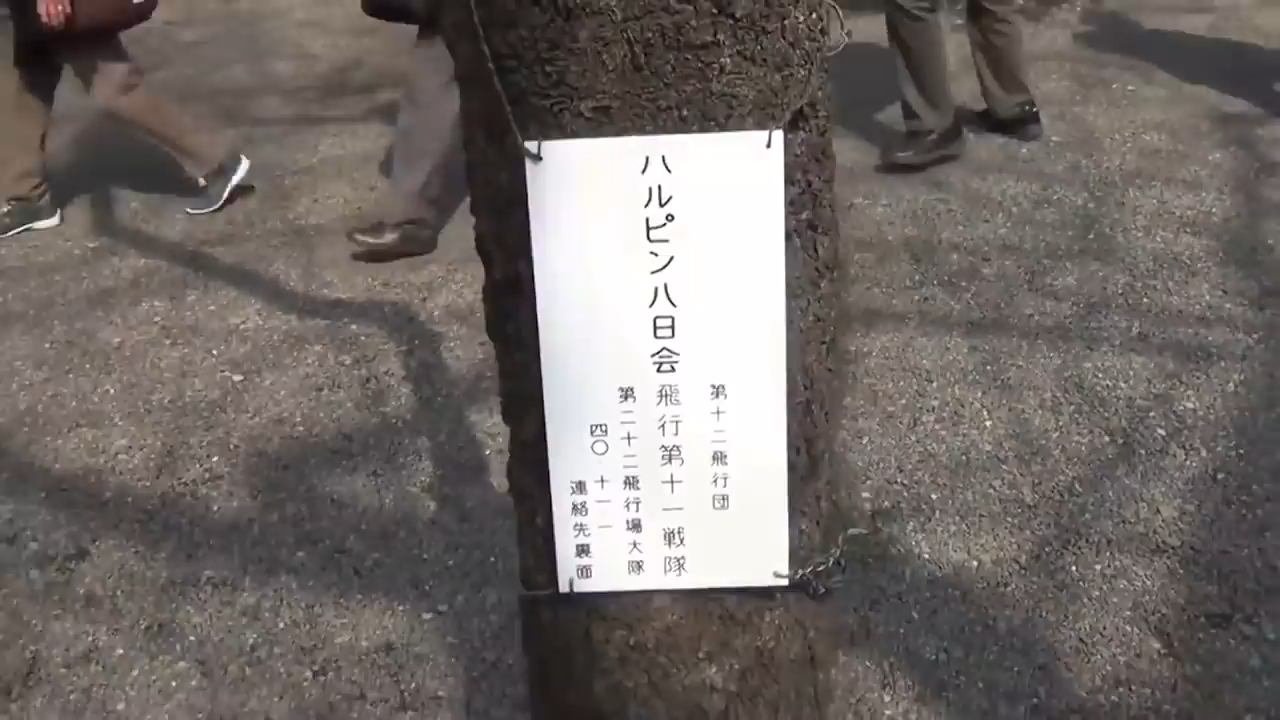 第十二飛行団
ハルピン八日会
飛行第十一戦隊
第二十二飛行場大隊
四〇 十一 一
連絡先裏面